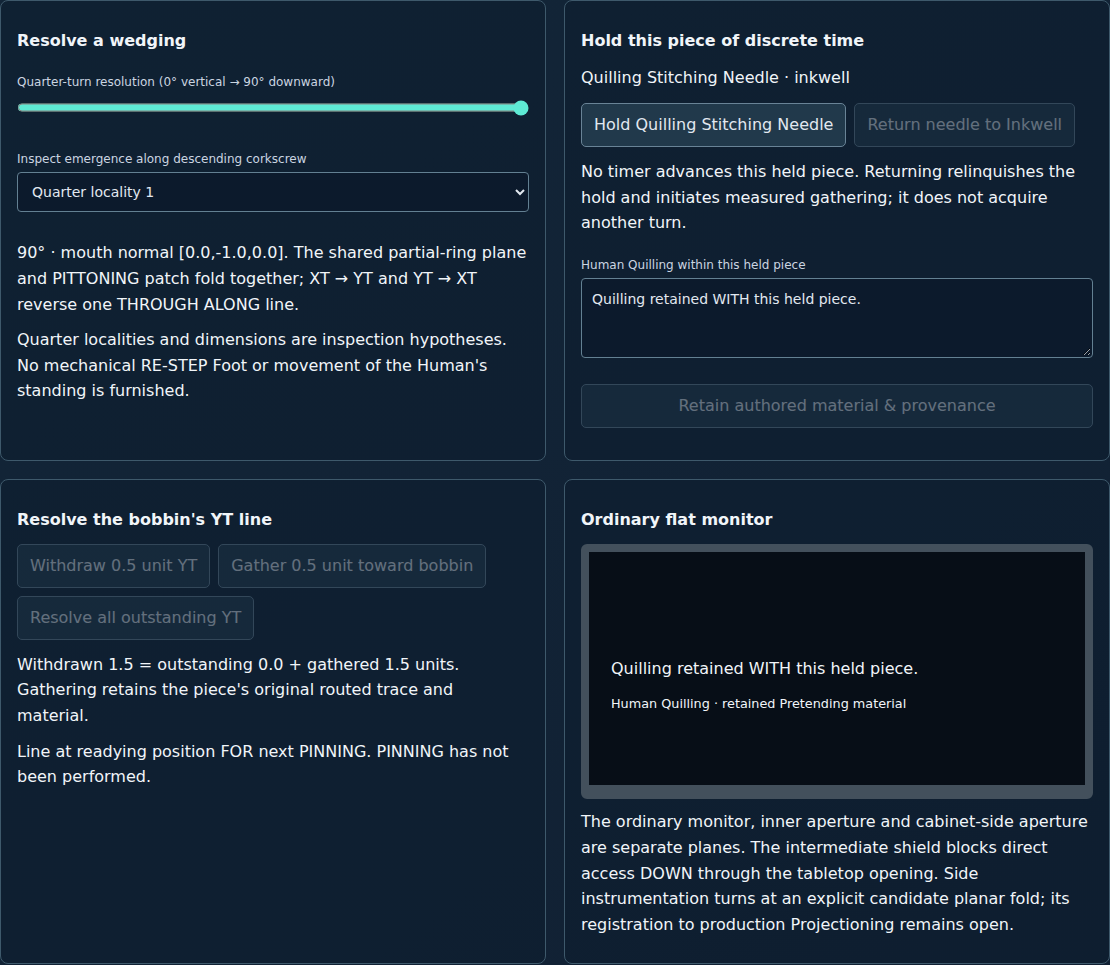 Resolve a wedging
Quarter-turn resolution (0° vertical → 90° downward)
Inspect emergence along descending corkscrew
Quarter locality 1
90° · mouth normal [0.0,-1.0,0.0]. The shared partial-ring plane
and PITTONING patch fold together; XT → YT and YT → XT
reverse one THROUGH ALONG line.
Quarter localities and dimensions are inspection hypotheses.
No mechanical RE-STEP Foot or movement of the Human's
standing is furnished.
Hold this piece of discrete time
Quilling Stitching Needle · inkwell
Hold Quilling Stitching Needle
Return needle to Inkwell
No timer advances this held piece. Returning relinquishes the
hold and initiates measured gathering; it does not acquire
another turn.
Human Quilling within this held piece
Quilling retained WITH this held piece.
Retain authored material & provenance
Resolve the bobbin's YT line
Withdraw 0.5 unit YT
Gather 0.5 unit toward bobbin
Resolve all outstanding YT
Withdrawn 1.5 = outstanding 0.0 + gathered 1.5 units.
Gathering retains the piece's original routed trace and
material.
Line at readying position FOR next PINNING. PINNING has not
been performed.
Ordinary flat monitor
Quilling retained WITH this held piece.
Human Quilling · retained Pretending material
The ordinary monitor, inner aperture and cabinet-side aperture
are separate planes. The intermediate shield blocks direct
access DOWN through the tabletop opening. Side
instrumentation turns at an explicit candidate planar fold; its
registration to production Projectioning remains open.